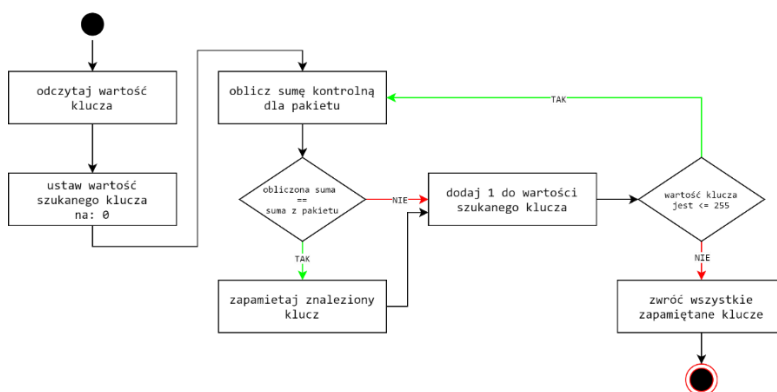 odczytaj wartość
klucza
ustaw wartość
szukanego klucza
na: 0
oblicz sumę kontrolną
dla pakietu
obliczona suma
==
suma z pakietu
NIE
TAK
zapamietaj znaleziony
klucz
dodaj 1 do wartości
szukanego klucza
TAK
wartość klucza
jest <= 255
NIE
zwróć wszystkie
zapamiętane klucze